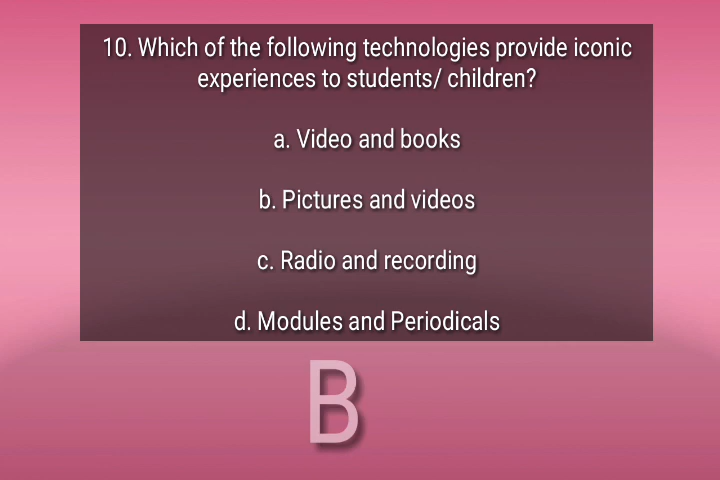 10. Which of the following technologies provide iconic
experiences to students/ children?
a. Video and books
b. Pictures and videos
c. Radio and recording
d. Modules and Periodicals
B